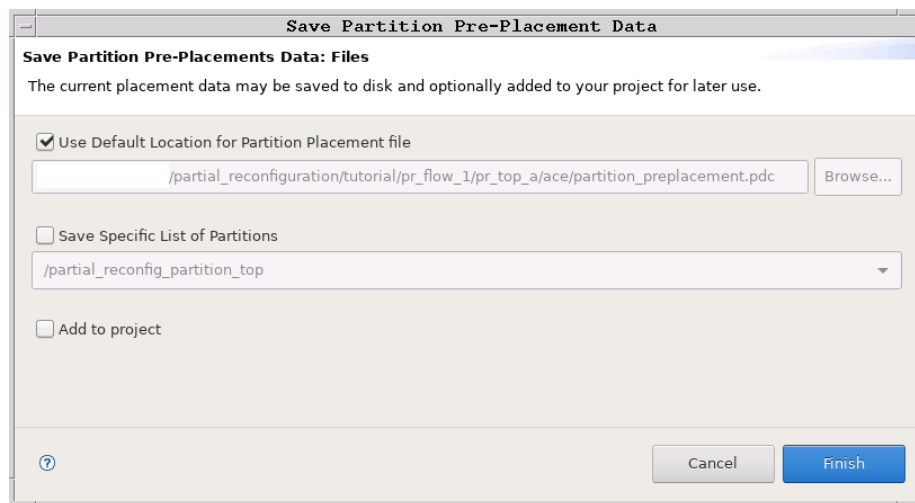 Save Partition Pre-Placement Data
Save Partition Pre-Placements Data: Files
The current placement data may be saved to disk and optionally added to your project for later use.
Use Default Location for Partition Placement file
/partial_reconfiguration/tutorial/pr_flow_1/pr_top_a/ace/partition_preplacement.pdc Browse...
Save Specific List of Partitions
/partial_reconfig_partition_top
Add to project
? Cancel Finish